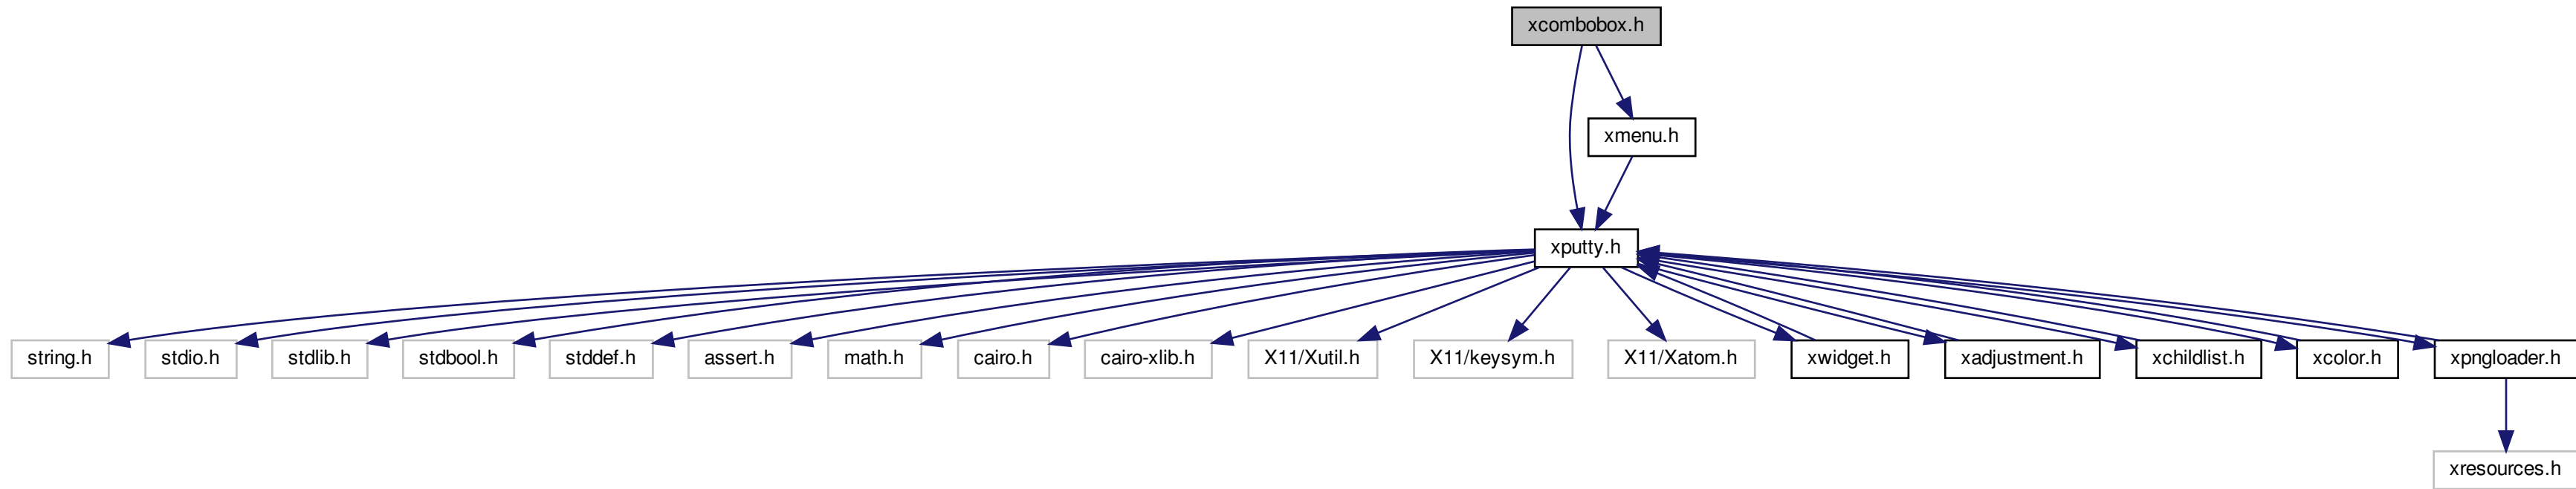 xcombobox.h
xmenu.h
xputty.h
string.h
stdio.h
stdlib.h
stdbool.h
stddef.h
assert.h
math.h
cairo.h
cairo-xlib.h
X11/Xutil.h
X11/keysym.h
X11/Xatom.h
xwidget.h
xadjustment.h
xchildlist.h
xcolor.h
xpngloader.h
xresources.h